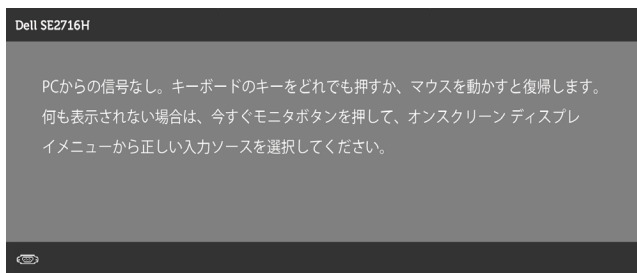 Dell SE2716H
PCからの信号なし。キーボードのキーをどれでも押すか、マウスを動かすと復帰します。
何も表示されない場合は、今すぐモニタボタンを押して、オンスクリーン ディスプレ
イメニューから正しい入力ソースを選択してください。